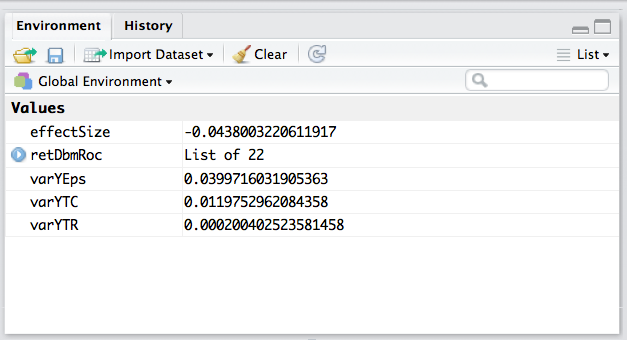 Environment History
Import Dataset Clear List
Global Environment
Values
effectSize -0.0438003220611917
retDbmRoc List of 22
varYEps 0.0399716031905363
varYTC 0.0119752962084358
varYTR 0.000200402523581458